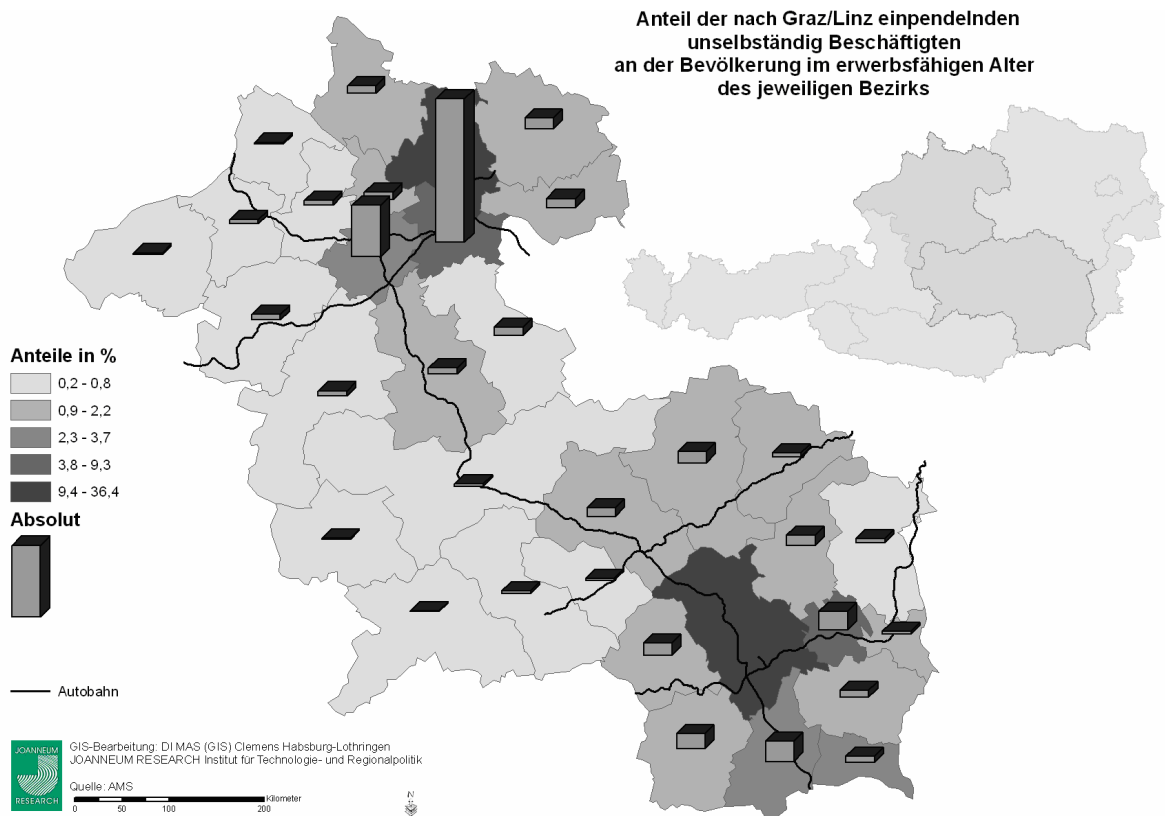 Anteil der nach Graz/Linz einpendelnden
unselbständig Beschäftigten
an der Bevölkerung im erwerbsfähigen Alter
des jeweiligen Bezirks
Anteile in %
0,2 - 0,8
0,9 - 2,2
2,3 - 3,7
3,8 - 9,3
9,4 - 36,4
Absolut
Autobahn
JOANNEUM
RESEARCH
GIS-Bearbeitung: DI MAS (GIS) Clemens Habsburg-Lothringen
JOANNEUM RESEARCH Institut für Technologie- und Regionalpolitik
Quelle: AMS
Kilometer
0 50 100 200
N